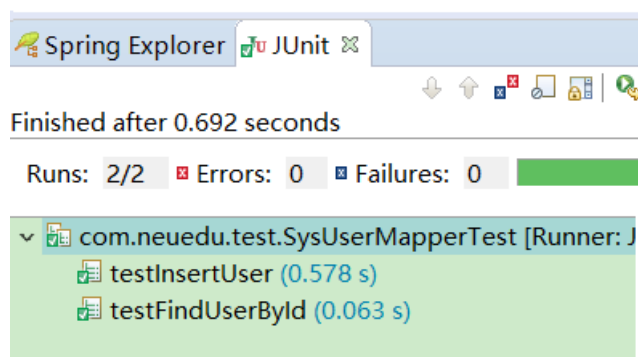 Spring Explorer JUnit
Finished after 0.692 seconds
Runs: 2/2 Errors: 0 Failures: 0
com.neuedu.test.SysUserMapperTest [Runner: J
testInsertUser (0.578 s)
testFindUserById (0.063 s)